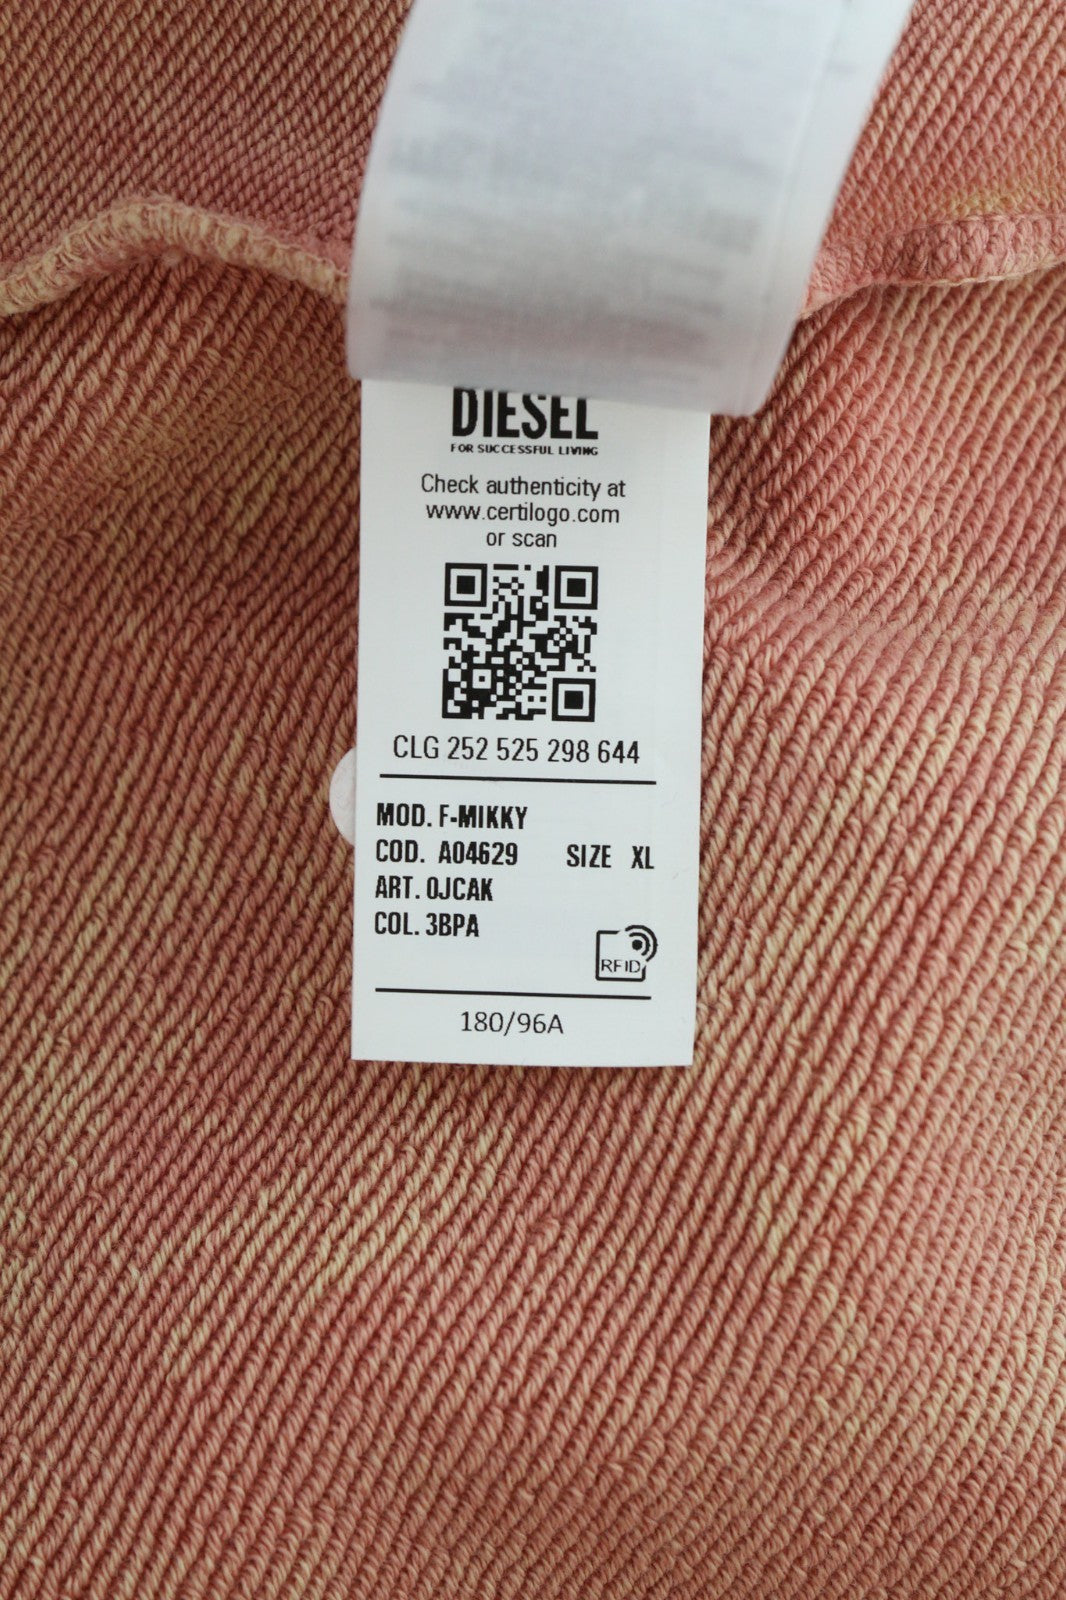 DIESEL
FOR SUCCESSFUL LIVING
Check authenticity at
www.certilogo.com
or scan
CLG 252 525 298 644
MOD. F-MIKKY
COD. A04629 SIZE XL
ART. 0JCAK
COL. 3BPA
RFID
180/96A